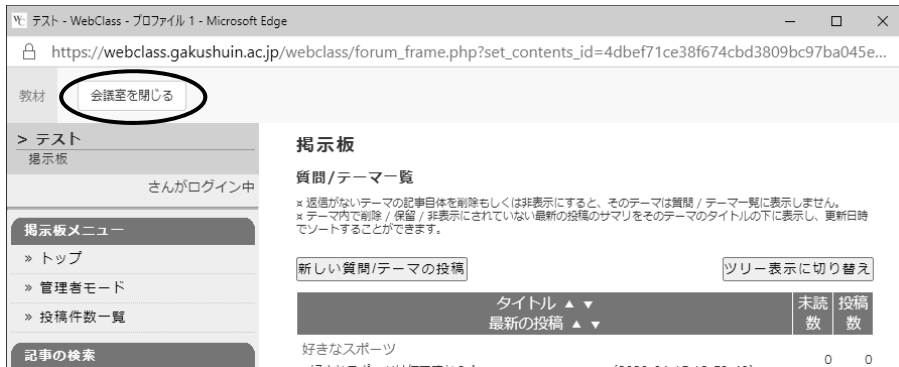 テスト - WebClass - プロファイル 1 - Microsoft Edge
https://webclass.gakushuin.ac.jp/webclass/forum_frame.php?set_contents_id=4dbef71ce38f674cbd3809bc97ba045e...
教材 会議室を閉じる
> テスト
掲示板
さんがログイン中
掲示板メニュー
» トップ
» 管理者モード
» 投稿件数一覧
記事の検索
掲示板
質問/テーマ一覧
※ 返信がないテーマの記事自体を削除もしくは非表示にすると、そのテーマは質問 / テーマ一覧に表示しません。
※ テーマ内で削除 / 保留 / 非表示にされていない最新の投稿のサマリをそのテーマのタイトルの下に表示し、更新日時
でソートすることができます。
新しい質問/テーマの投稿 ツリー表示に切り替え
タイトル ▲ ▼ 未読 投稿
最新の投稿 ▲ ▼ 数 数
好きなスポーツ
0 0